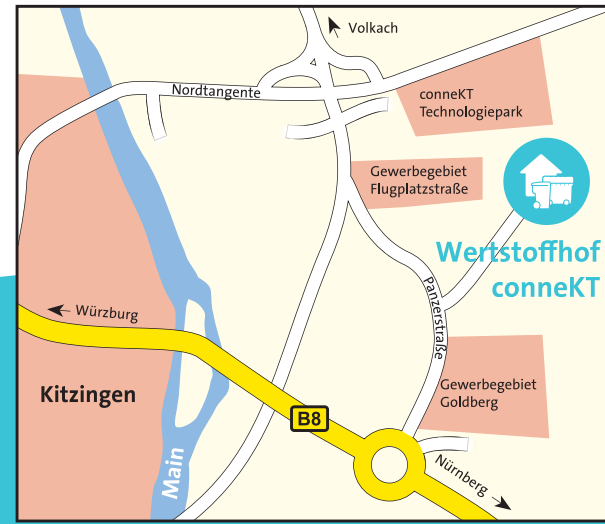 Volkach
Nordtangente
conneKT
Technologiepark
Gewerbegebiet
Flugplatzstraße
Wertstoffhof
conneKT
Panzerstraße
Würzburg
Kitzingen
Gewerbegebiet
Goldberg
B8
Main
Nürnberg